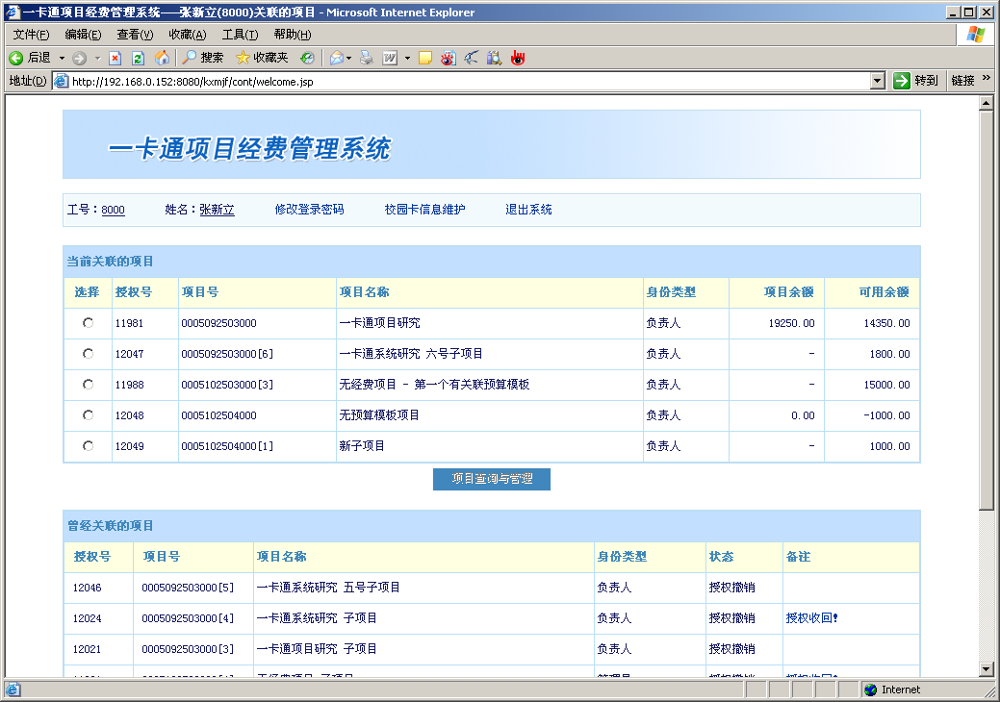 一卡通项目经费管理系统——张新立(8000)关联的项目 - Microsoft Internet Explorer
文件(F) 编辑(E) 查看(V) 收藏(A) 工具(T) 帮助(H)
后退 搜索 收藏夹
地址(D) http://192.168.0.152:8080/kxmjf/cont/welcome.jsp 转到 链接 »
一卡通项目经费管理系统
工号：8000 姓名：张新立 修改登录密码 校园卡信息维护 退出系统
当前关联的项目
选择 授权号 项目号 项目名称 身份类型 项目余额 可用余额
11981 0005092503000 一卡通项目研究 负责人 19250.00 14350.00
12047 0005092503000[6] 一卡通系统研究 六号子项目 负责人 - 1800.00
11988 0005102503000[3] 无经费项目 - 第一个有关联预算模板 负责人 - 15000.00
12048 0005102504000 无预算模板项目 负责人 0.00 -1000.00
12049 0005102504000[1] 新子项目 负责人 - 1000.00
项目查询与管理
曾经关联的项目
授权号 项目号 项目名称 身份类型 状态 备注
12046 0005092503000[5] 一卡通系统研究 五号子项目 负责人 授权撤销
12024 0005092503000[4] 一卡通系统研究 子项目 负责人 授权撤销 授权收回!
12021 0005092503000[3] 一卡通项目研究 子项目 负责人 授权撤销
Internet